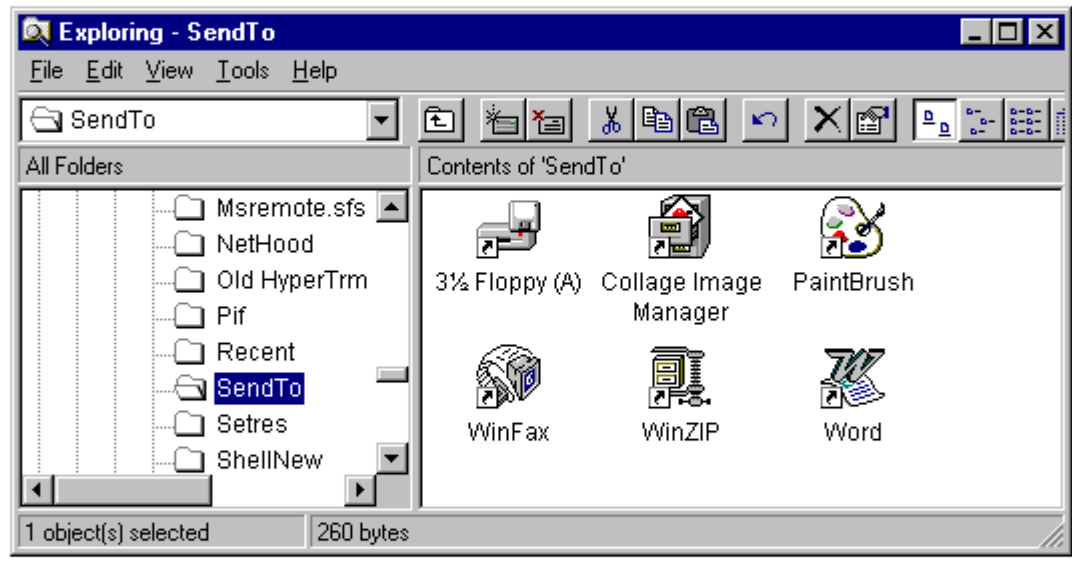 Exploring - SendTo
File Edit View Tools Help
SendTo
All Folders
Contents of 'SendTo'
Msremote.sfs
NetHood
Old HyperTrm
Pif
Recent
SendTo
Setres
ShellNew
3½ Floppy (A)
Collage Image
Manager
PaintBrush
WinFax
WinZIP
Word
1 object(s) selected
260 bytes